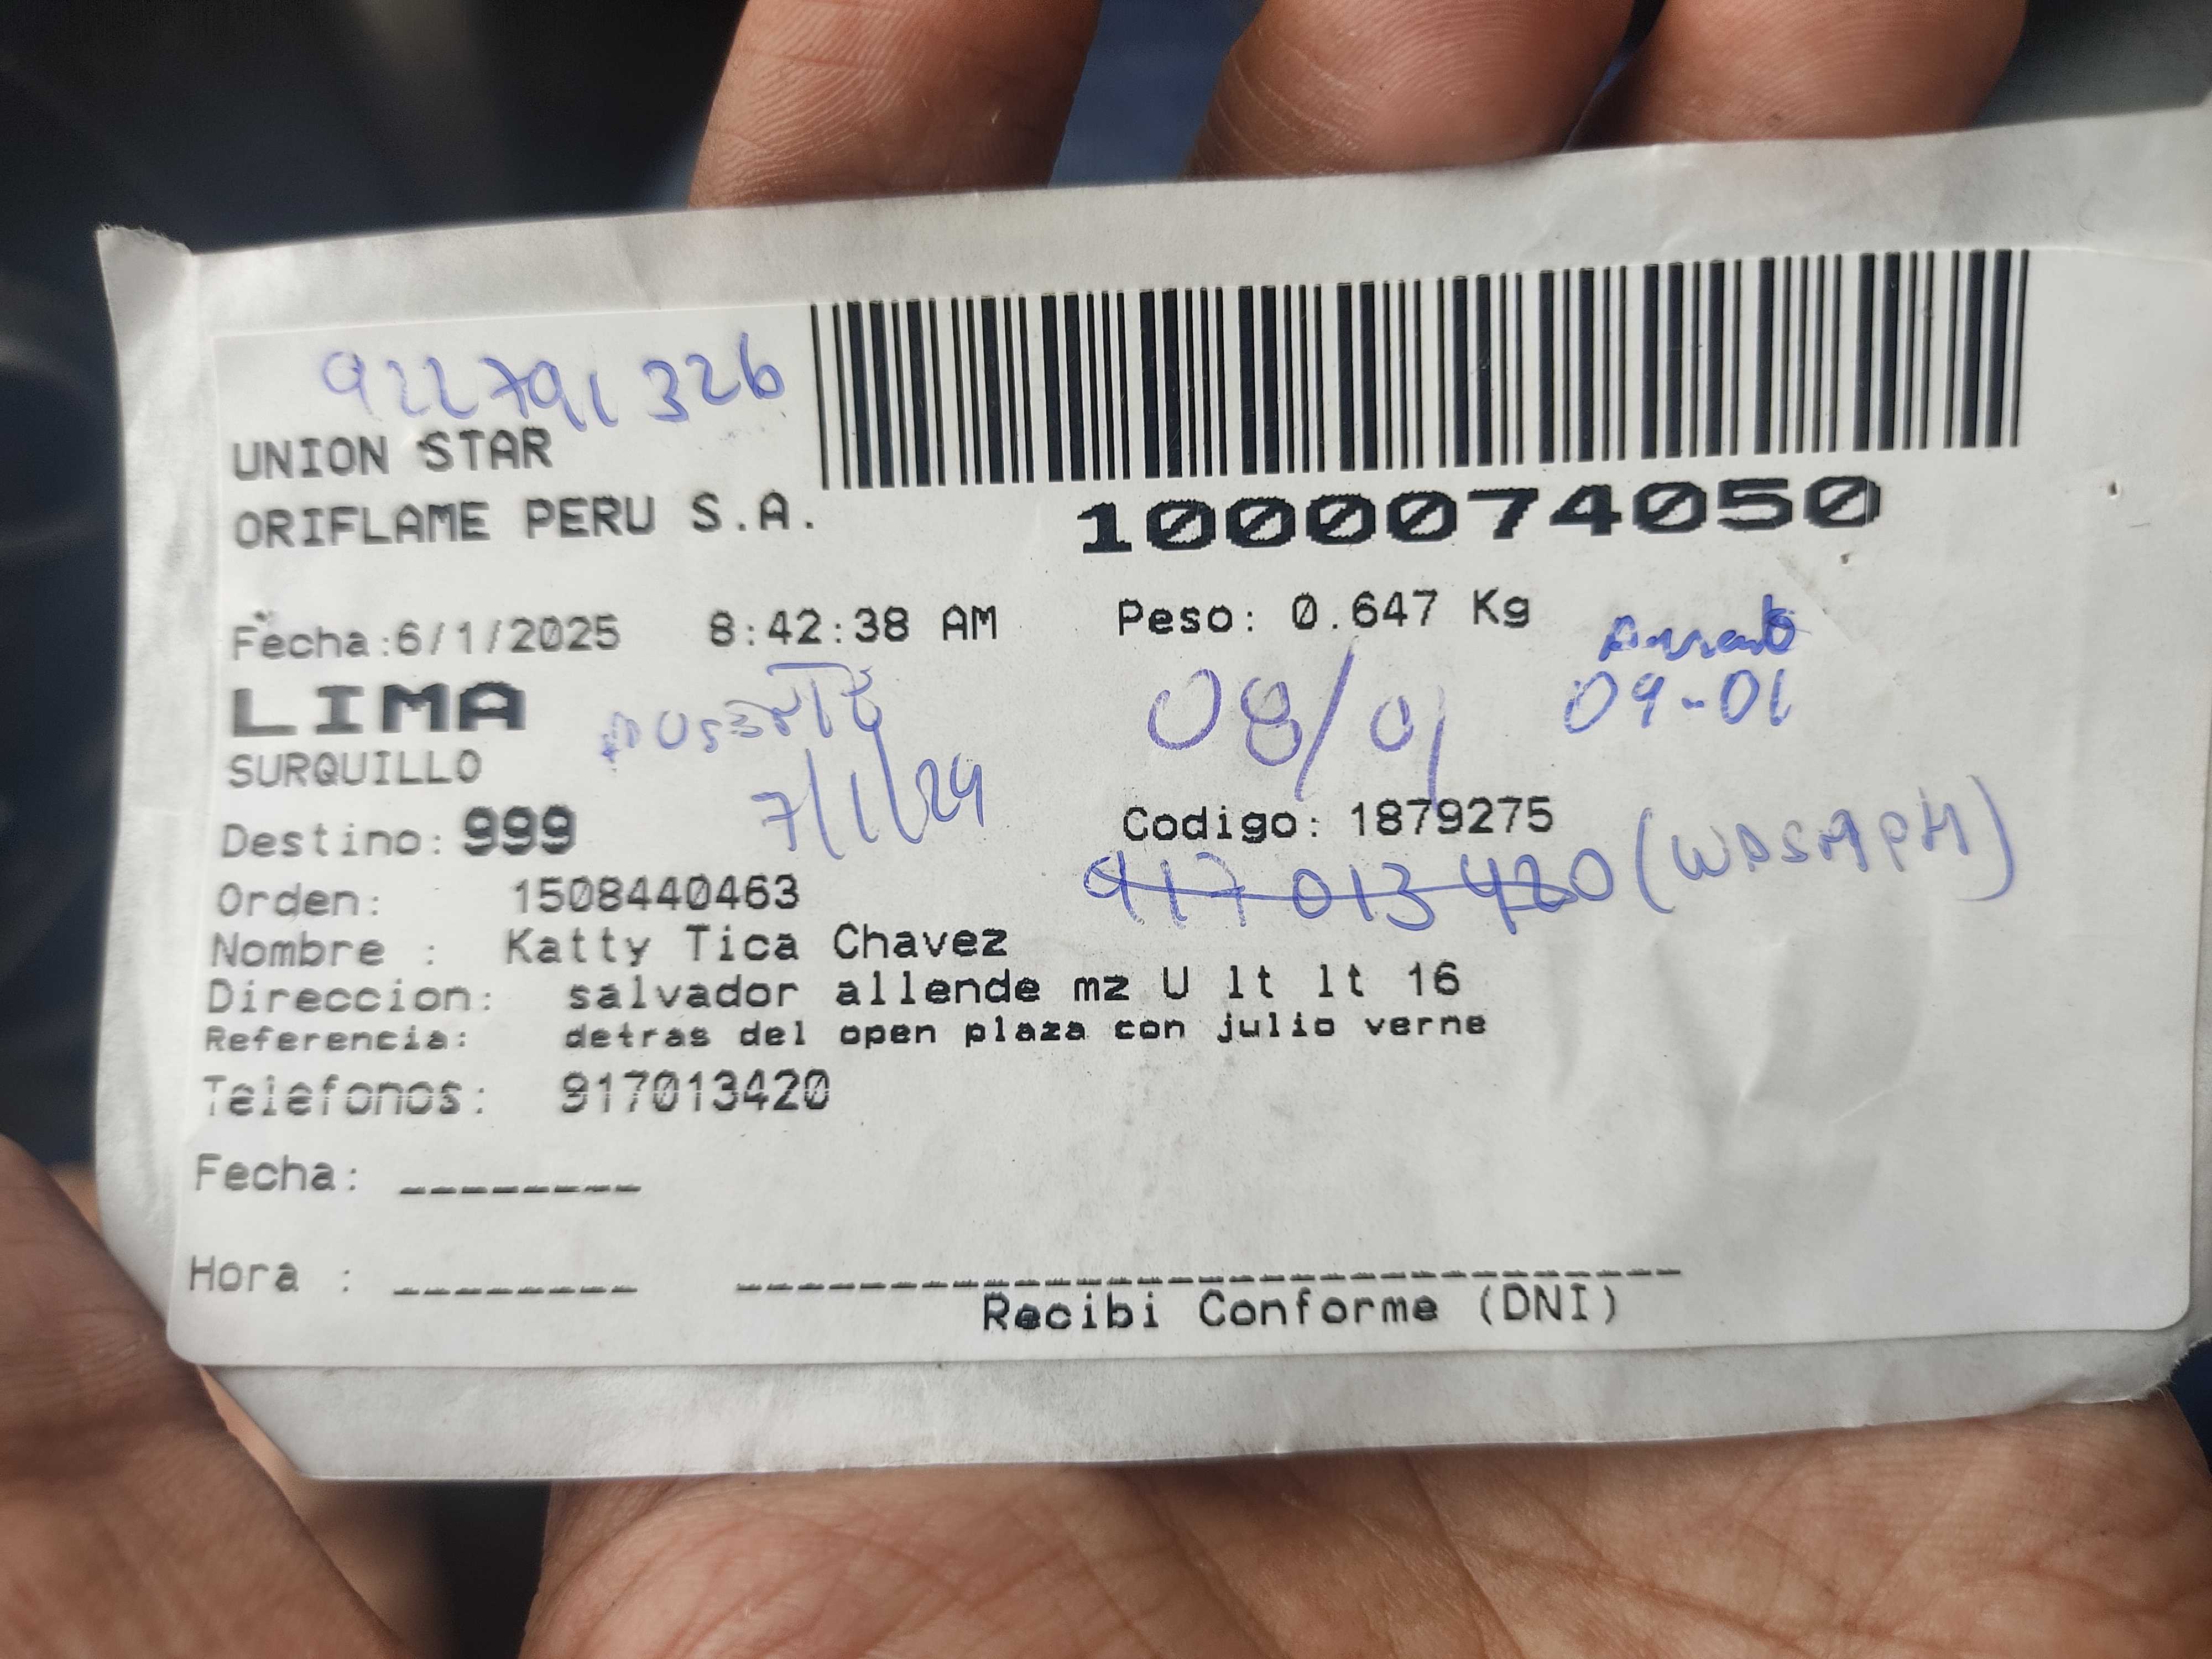 922791326
UNION STAR
ORIFLAME PERU S.A.
1000074050
Fecha:6/1/2025 8:42:38 AM Peso: 0.647 Kg
LIMA
08/01
09-01
SURQUILLO
7/1/24
Destino: 999
Codigo: 1879275
917 013 420
Orden: 1508440463
Nombre : Katty Tica Chavez
Direccion: salvador allende mz U lt lt 16
Referencia: detras del open plaza con julio verne
Telefonos: 917013420
Fecha: ________
Hora : ________
Recibi Conforme (DNI)